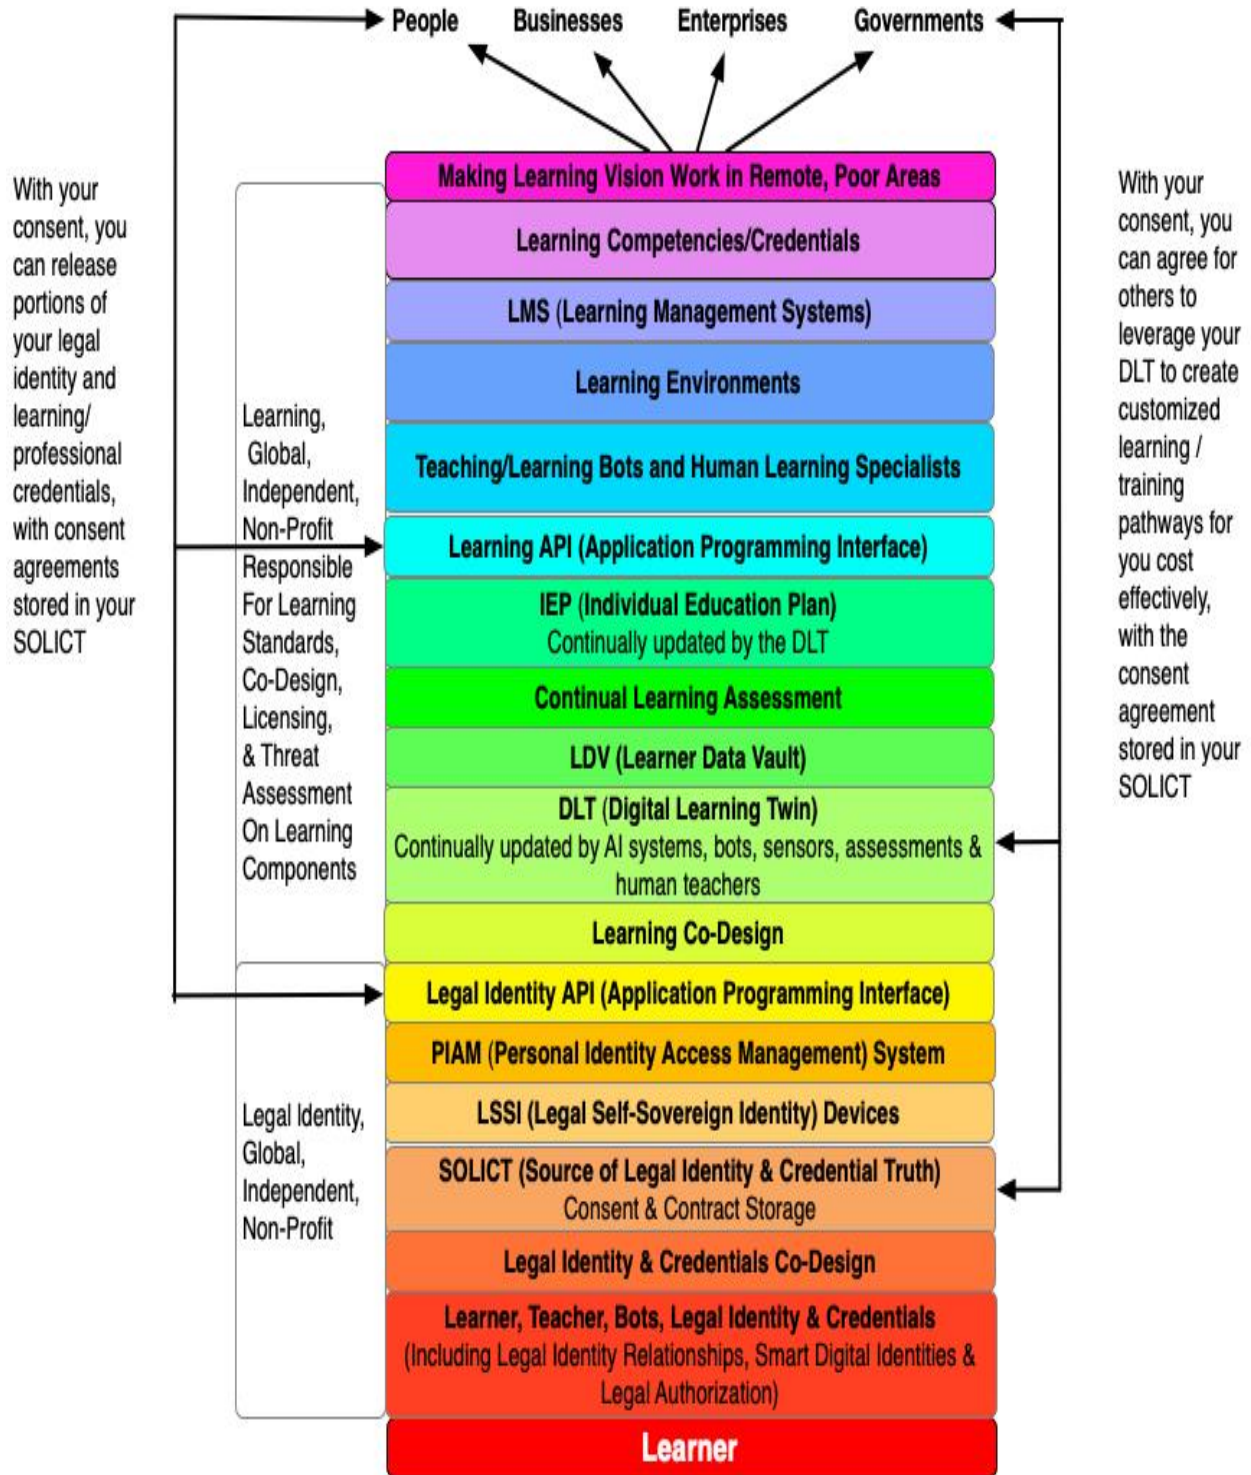 People Businesses Enterprises Governments
With your
consent, you
can release
portions of
your legal
identity and
learning/
professional
credentials,
with consent
agreements
stored in your
SOLICT
Learning,
Global,
Independent,
Non-Profit
Responsible
For Learning
Standards,
Co-Design,
Licensing,
& Threat
Assessment
On Learning
Components
Legal Identity,
Global,
Independent,
Non-Profit
Making Learning Vision Work in Remote, Poor Areas
Learning Competencies/Credentials
LMS (Learning Management Systems)
Learning Environments
Teaching/Learning Bots and Human Learning Specialists
Learning API (Application Programming Interface)
IEP (Individual Education Plan)
Continually updated by the DLT
Continual Learning Assessment
LDV (Learner Data Vault)
DLT (Digital Learning Twin)
Continually updated by AI systems, bots, sensors, assessments &
human teachers
Learning Co-Design
Legal Identity API (Application Programming Interface)
PIAM (Personal Identity Access Management) System
LSSI (Legal Self-Sovereign Identity) Devices
SOLICT (Source of Legal Identity & Credential Truth)
Consent & Contract Storage
Legal Identity & Credentials Co-Design
Learner, Teacher, Bots, Legal Identity & Credentials
(Including Legal Identity Relationships, Smart Digital Identities &
Legal Authorization)
Learner
With your
consent, you
can agree for
others to
leverage your
DLT to create
customized
learning /
training
pathways for
you cost
effectively,
with the
consent
agreement
stored in your
SOLICT